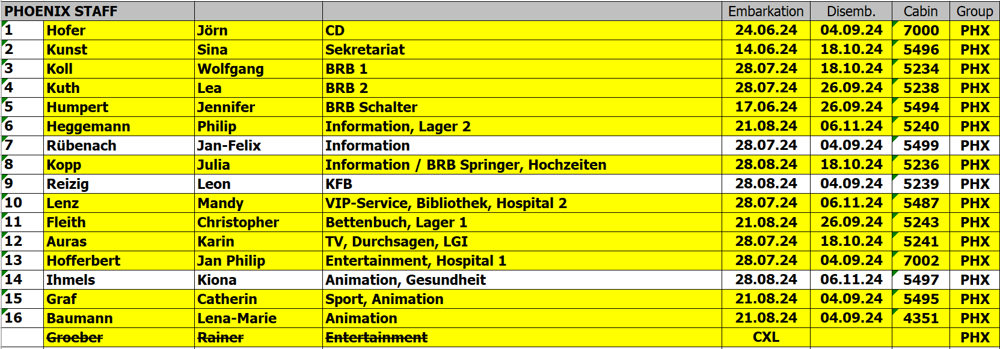 PHOENIX STAFF Embarkation Disemb. Cabin Group
1 Hofer Jörn CD 24.06.24 04.09.24 7000 PHX
2 Kunst Sina Sekretariat 14.06.24 18.10.24 5496 PHX
3 Koll Wolfgang BRB 1 28.07.24 18.10.24 5234 PHX
4 Kuth Lea BRB 2 28.07.24 26.09.24 5238 PHX
5 Humpert Jennifer BRB Schalter 17.06.24 26.09.24 5494 PHX
6 Heggemann Philip Information, Lager 2 21.08.24 06.11.24 5240 PHX
7 Rübenach Jan-Felix Information 28.07.24 04.09.24 5499 PHX
8 Kopp Julia Information / BRB Springer, Hochzeiten 28.08.24 18.10.24 5236 PHX
9 Reizig Leon KFB 28.08.24 04.09.24 5239 PHX
10 Lenz Mandy VIP-Service, Bibliothek, Hospital 2 28.07.24 06.11.24 5487 PHX
11 Fleith Christopher Bettenbuch, Lager 1 21.08.24 26.09.24 5243 PHX
12 Auras Karin TV, Durchsagen, LGI 28.07.24 18.10.24 5241 PHX
13 Hofferbert Jan Philip Entertainment, Hospital 1 28.07.24 04.09.24 7002 PHX
14 Ihmels Kiona Animation, Gesundheit 28.08.24 06.11.24 5497 PHX
15 Graf Catherin Sport, Animation 21.08.24 04.09.24 5495 PHX
16 Baumann Lena-Marie Animation 21.08.24 04.09.24 4351 PHX
Groeber Rainer Entertainment CXL PHX